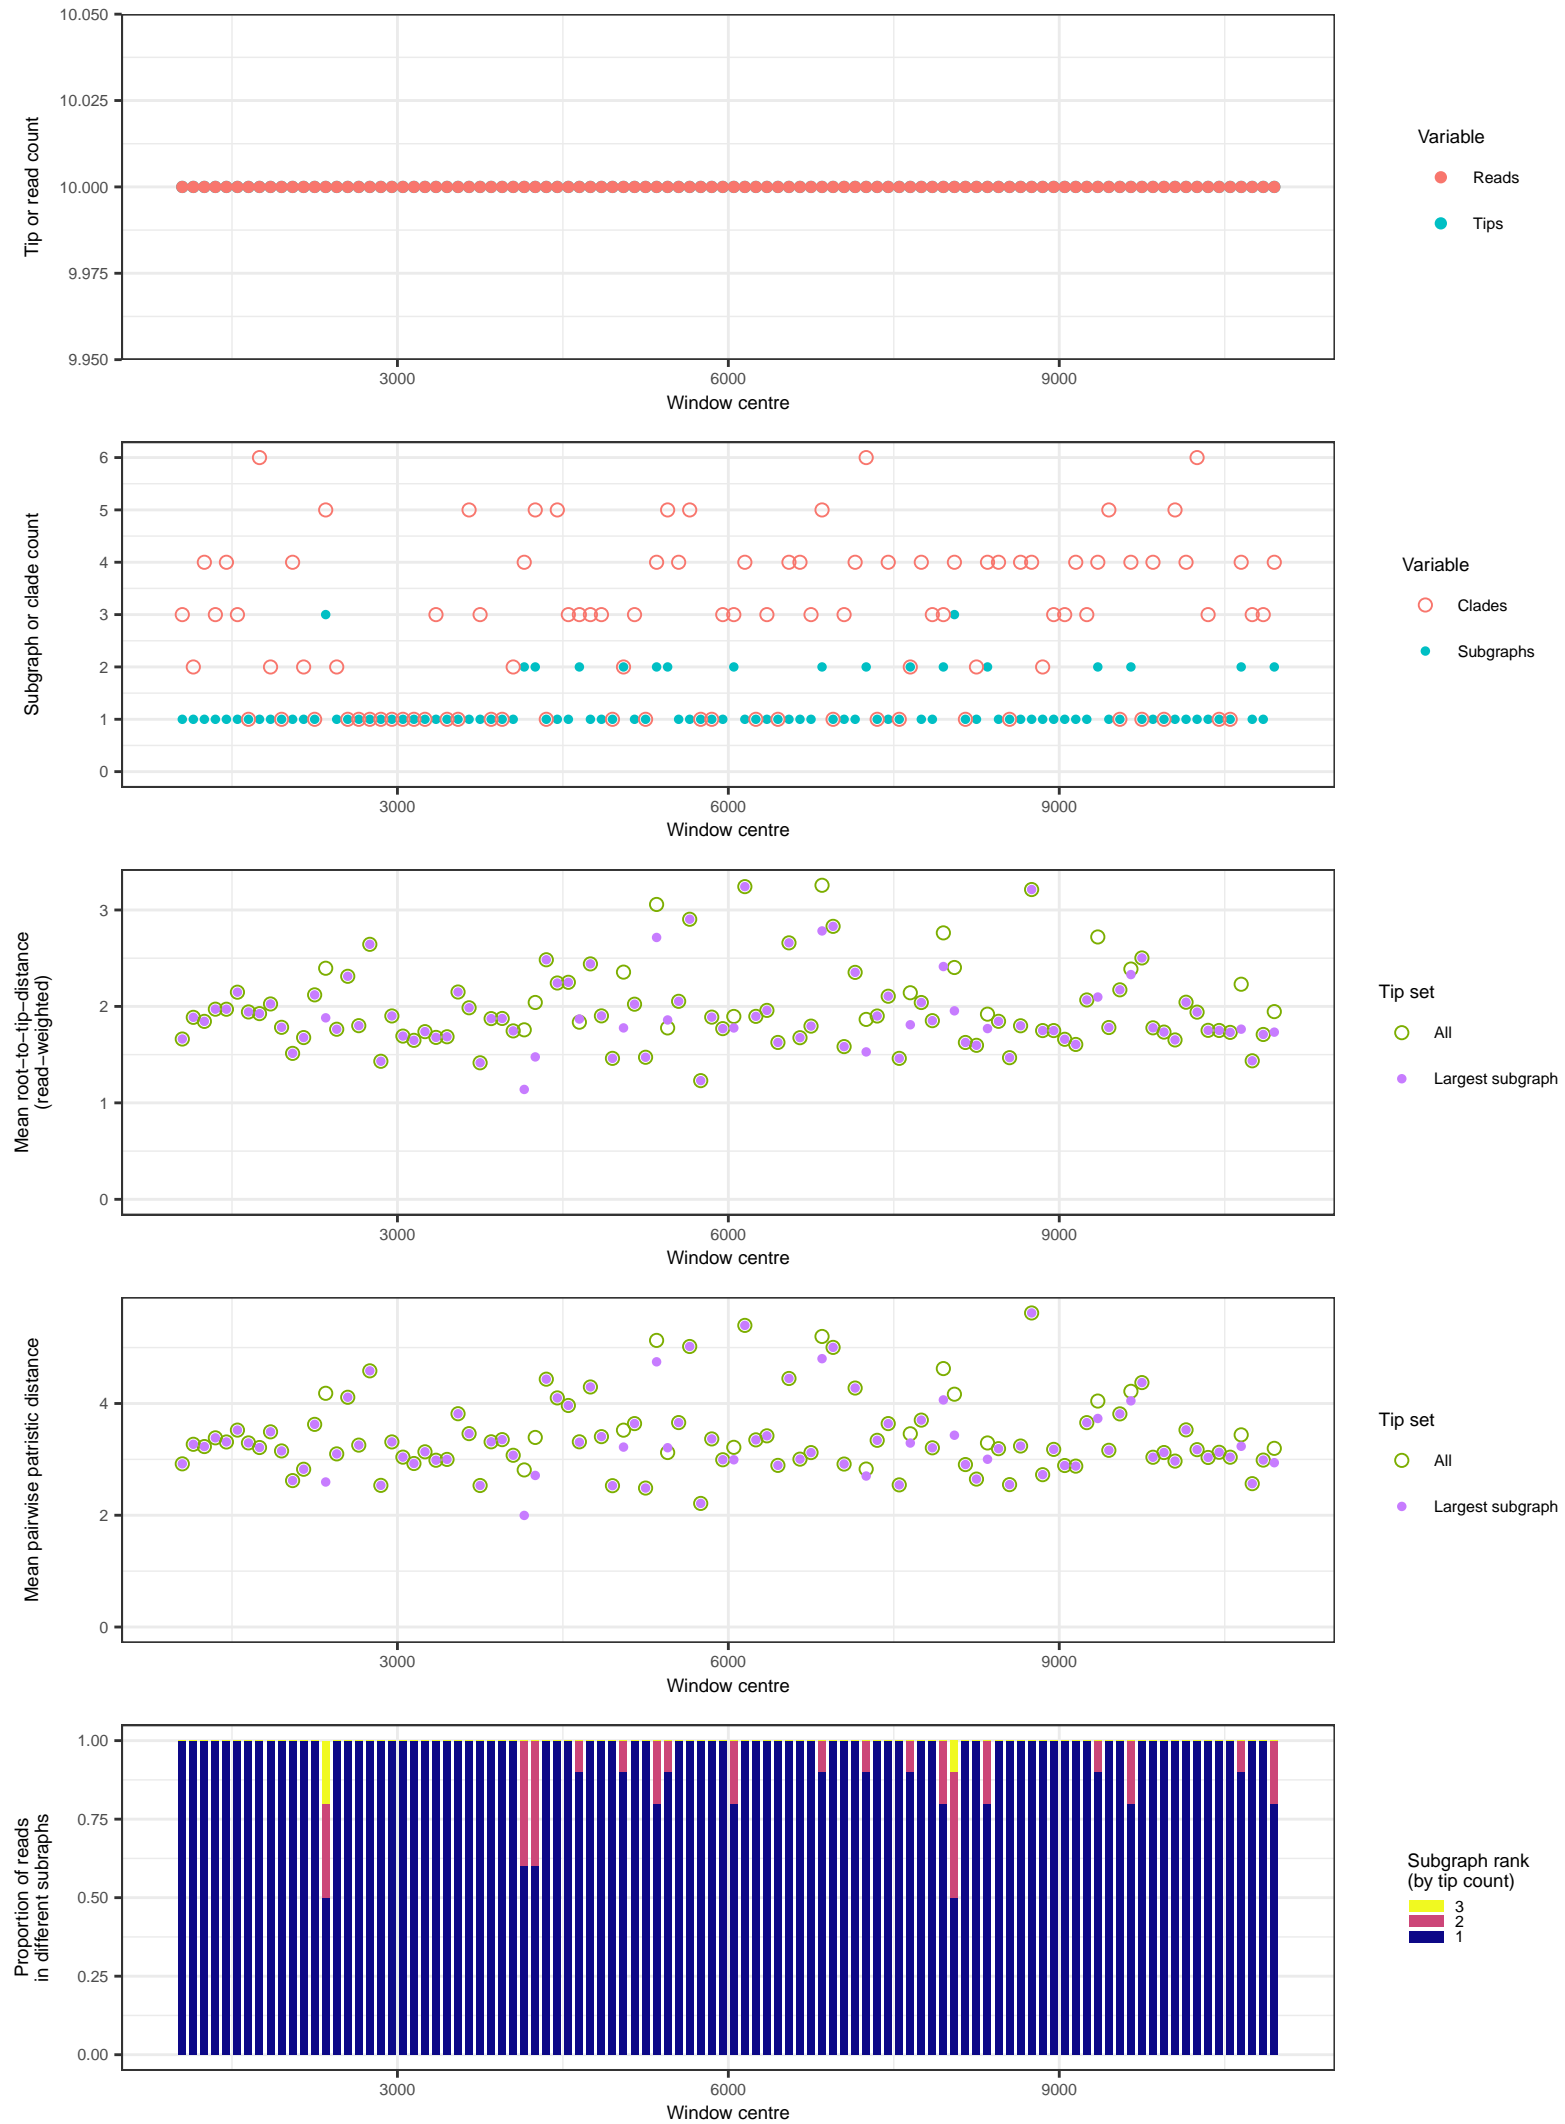 10.050
10.025
10.000
9.975
9.950
Tip or read count
3000 6000 9000
Window centre
Variable
Reads
Tips
6
5
4
3
2
1
0
Subgraph or clade count
3000 6000 9000
Window centre
Variable
Clades
Subgraphs
3
2
1
0
Mean root−to−tip−distance
(read−weighted)
3000 6000 9000
Window centre
Tip set
All
Largest subgraph
4
2
0
Mean pairwise patristic distance
3000 6000 9000
Window centre
Tip set
All
Largest subgraph
1.00
0.75
0.50
0.25
0.00
Proportion of reads
in different subraphs
3000 6000 9000
Window centre
Subgraph rank
(by tip count)
3
2
1